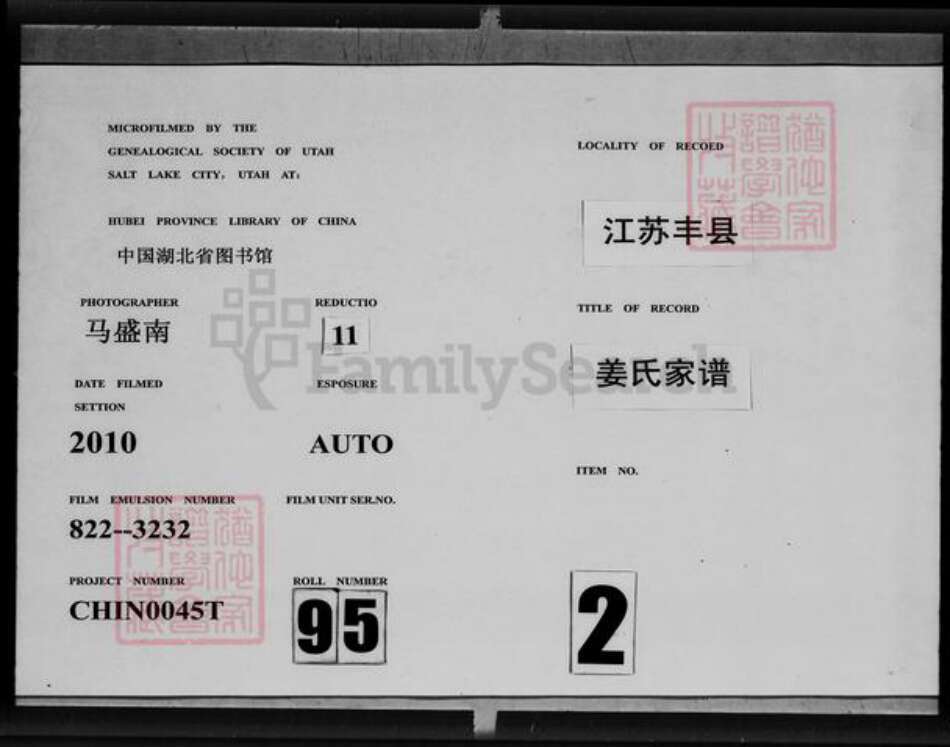 MICROFILMED BY THE
GENEALOGICAL SOCIETY OF UTAH
SALT LAKE CITY, UTAH AT:
HUBEI PROVINCE LIBRARY OF CHINA
中国湖北省图书馆
PHOTOGRAPHER
马盛南
REDUCTIO
11
DATE FILMED
SETTION
2010
ESPOSURE
AUTO
FILM EMULSION NUMBER
822--3232
FILM UNIT SER.NO.
PROJECT NUMBER
CHIN0045T
ROLL NUMBER
95
LOCALITY OF RECOED
江苏丰县
TITLE OF RECORD
姜氏家谱
ITEM NO.
2
FamilySearch